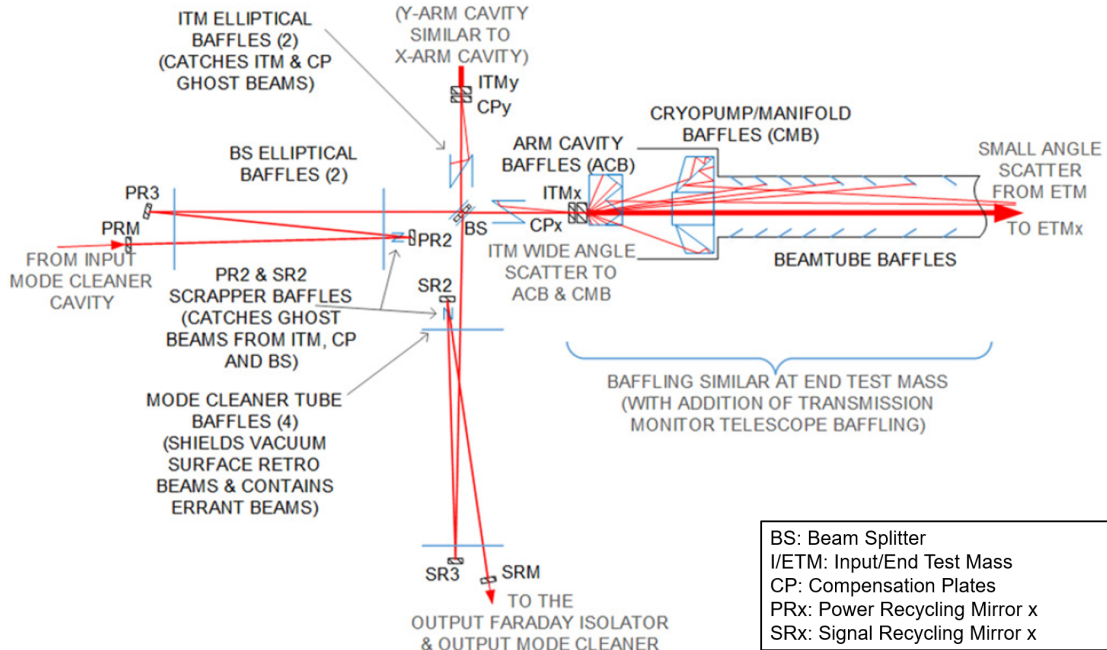 ITM ELLIPTICAL
BAFFLES (2)
(CATCHES ITM & CP
GHOST BEAMS)
(Y-ARM CAVITY
SIMILAR TO
X-ARM CAVITY)
ITMy
CPy
CRYOPUMP/MANIFOLD
BAFFLES (CMB)
ARM CAVITY
BAFFLES (ACB)
SMALL ANGLE
SCATTER
FROM ETM
BS ELLIPTICAL
BAFFLES (2)
PR3
ITMx
PRM
BS
CPx
TO ETMx
PR2
FROM INPUT
MODE CLEANER
CAVITY
ITM WIDE ANGLE
SCATTER TO
ACB & CMB
BEAMTUBE BAFFLES
PR2 & SR2
SCRAPPER BAFFLES
(CATCHES GHOST
BEAMS FROM ITM, CP
AND BS)
SR2
MODE CLEANER TUBE
BAFFLES (4)
(SHIELDS VACUUM
SURFACE RETRO
BEAMS & CONTAINS
ERRANT BEAMS)
BAFFLING SIMILAR AT END TEST MASS
(WITH ADDITION OF TRANSMISSION
MONITOR TELESCOPE BAFFLING)
SR3
SRM
TO THE
OUTPUT FARADAY ISOLATOR
& OUTPUT MODE CLEANER
BS: Beam Splitter
I/ETM: Input/End Test Mass
CP: Compensation Plates
PRx: Power Recycling Mirror x
SRx: Signal Recycling Mirror x